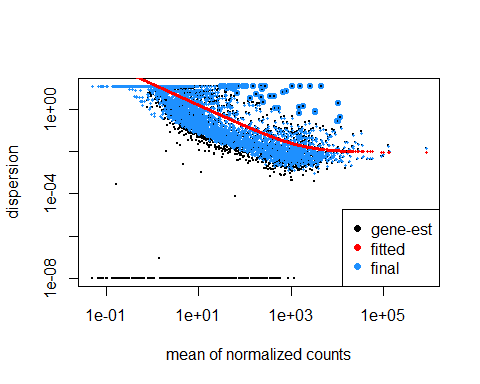 dispersion
1e+00
1e-04
1e-08
gene-est
fitted
final
1e-01
1e+01
1e+03
1e+05
mean of normalized counts